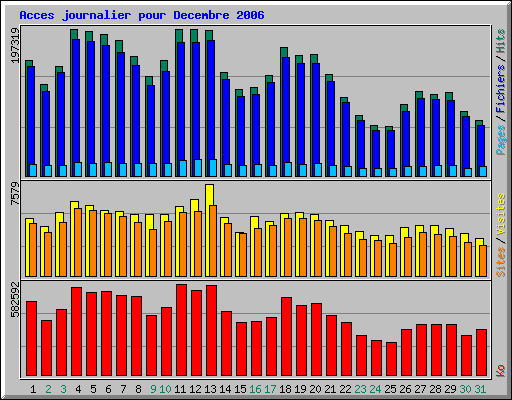 Acces journalier pour Decembre 2006
197319
Pages / Fichiers / Hits
7579
Sites / Visites
582592
Ko
1 2 3 4 5 6 7 8 9 10 11 12 13 14 15 16 17 18 19 20 21 22 23 24 25 26 27 28 29 30 31